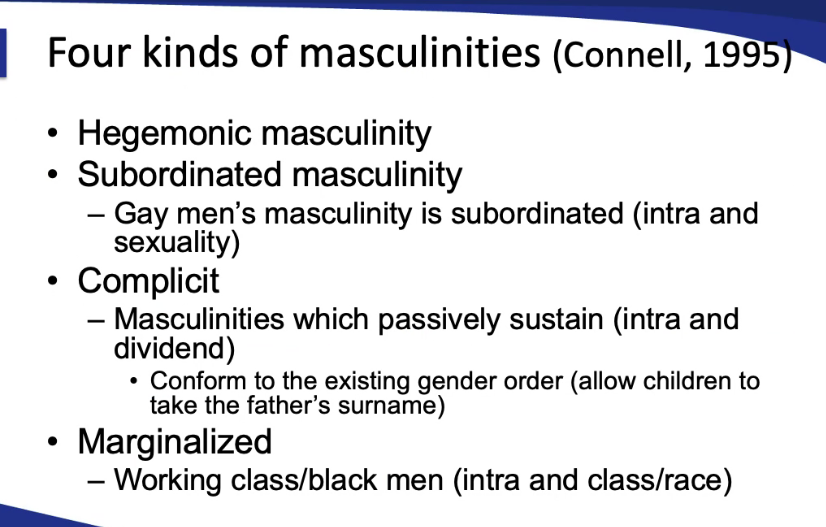 Four kinds of masculinities (Connell, 1995)
• Hegemonic masculinity
• Subordinated masculinity
– Gay men’s masculinity is subordinated (intra and
sexuality)
• Complicit
– Masculinities which passively sustain (intra and
dividend)
• Conform to the existing gender order (allow children to
take the father’s surname)
• Marginalized
– Working class/black men (intra and class/race)